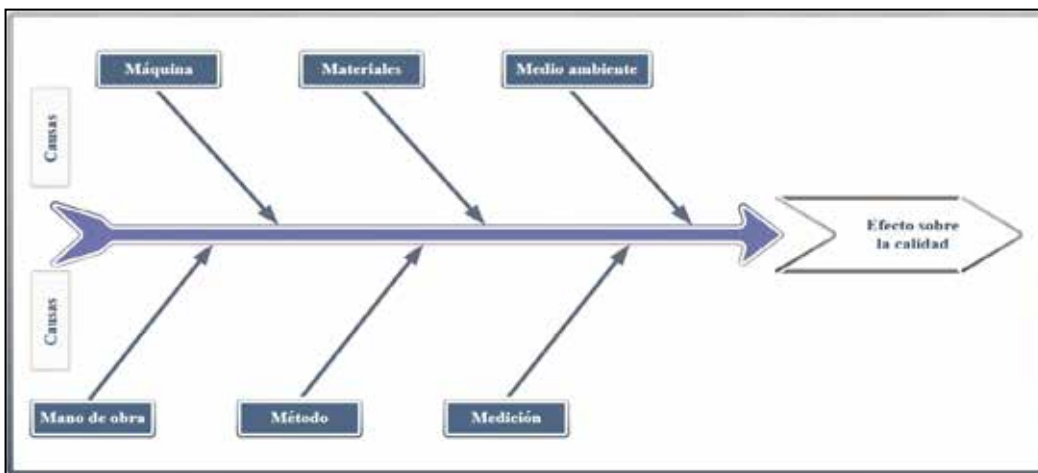 Máquina
Materiales
Medio ambiente
Causas
Efecto sobre
la calidad
Causas
Mano de obra
Método
Medición